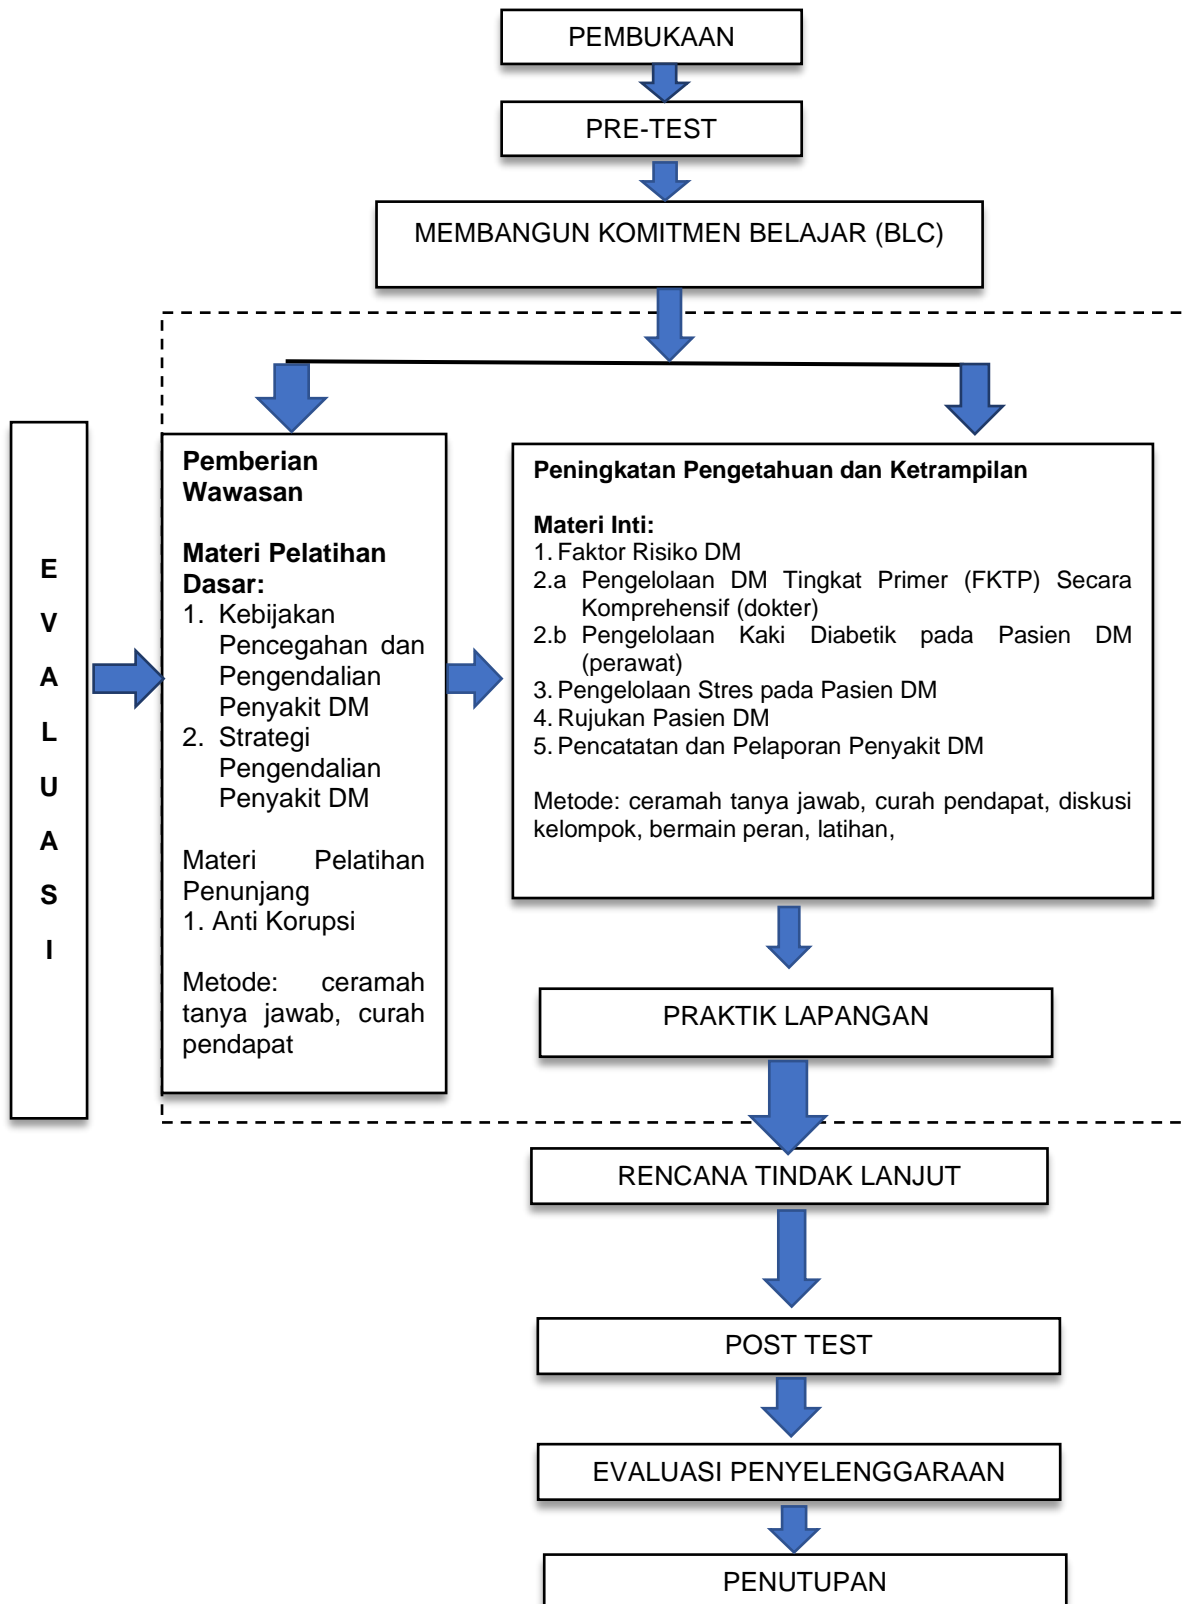 PEMBUKAAN
PRE-TEST
MEMBANGUN KOMITMEN BELAJAR (BLC)
E
V
A
L
U
A
S
I
Pemberian
Wawasan
Materi Pelatihan
Dasar:
1. Kebijakan
Pencegahan dan
Pengendalian
Penyakit DM
2. Strategi
Pengendalian
Penyakit DM
Materi Pelatihan
Penunjang
1. Anti Korupsi
Metode: ceramah
tanya jawab, curah
pendapat
Peningkatan Pengetahuan dan Ketrampilan
Materi Inti:
1. Faktor Risiko DM
2.a Pengelolaan DM Tingkat Primer (FKTP) Secara
Komprehensif (dokter)
2.b Pengelolaan Kaki Diabetik pada Pasien DM
(perawat)
3. Pengelolaan Stres pada Pasien DM
4. Rujukan Pasien DM
5. Pencatatan dan Pelaporan Penyakit DM
Metode: ceramah tanya jawab, curah pendapat, diskusi
kelompok, bermain peran, latihan,
PRAKTIK LAPANGAN
RENCANA TINDAK LANJUT
POST TEST
EVALUASI PENYELENGGARAAN
PENUTUPAN